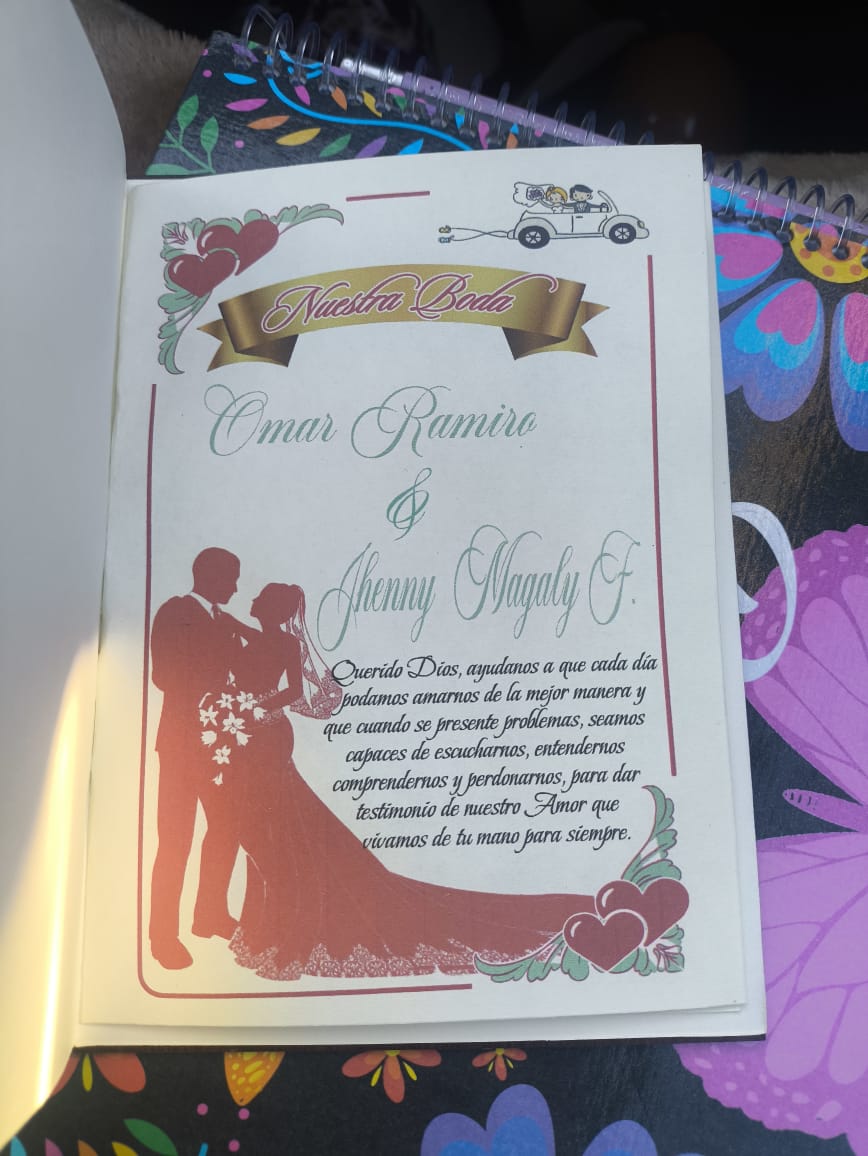 Nuestra Boda
Omar Ramiro
&
Jhenny Magaly F.
Querido Dios, ayudanos a que cada día
podamos amarnos de la mejor manera y
que cuando se presente problemas, seamos
capaces de escucharnos, entendernos
comprendernos y perdonarnos, para dar
testimonio de nuestro Amor que
vivamos de tu mano para siempre.